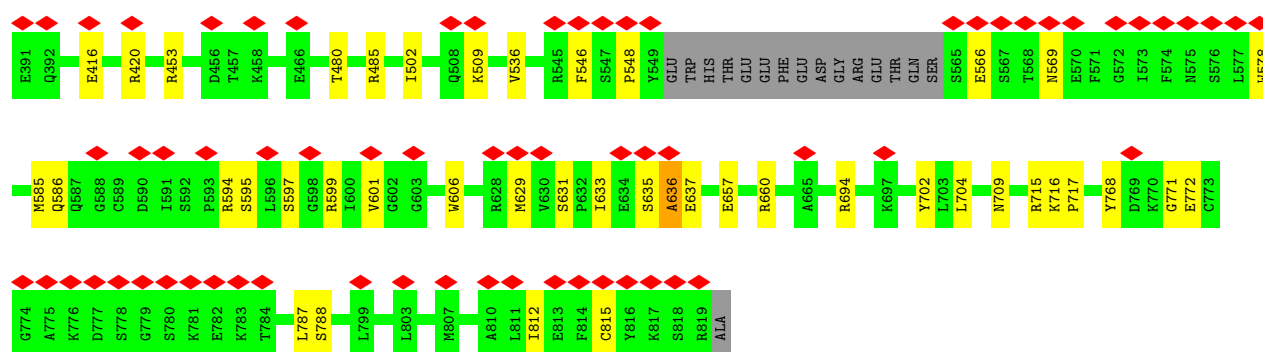 E391 Q392 E416 R420 R453 D456 T457 K458 E466 T480 R485 I502 Q508 K509 V536 R545 F546 S547 P548 Y549 GLU TRP HIS THR GLU GLU PHE GLU ASP GLY ARG GLU THR GLN SER S565 E566 S567 T568 N569 E570 F571 G572 I573 F574 N575 S576 L577 W578
M585 Q586 Q587 G588 C589 D590 I591 S592 P593 R594 S595 L596 S597 G598 R599 I600 V601 G602 G603 W606 R628 M629 V630 S631 P632 I633 E634 S635 A636 E637 E657 R660 A665 R694 K697 Y702 L703 L704 N709 R715 K716 P717 Y768 D769 K770 G771 E772 C773
G774 A775 K776 D777 S778 G779 S780 K781 E782 K783 T784 L787 S788 L799 L803 M807 A810 L811 I812 E813 F814 C815 Y816 K817 S818 R819 ALA